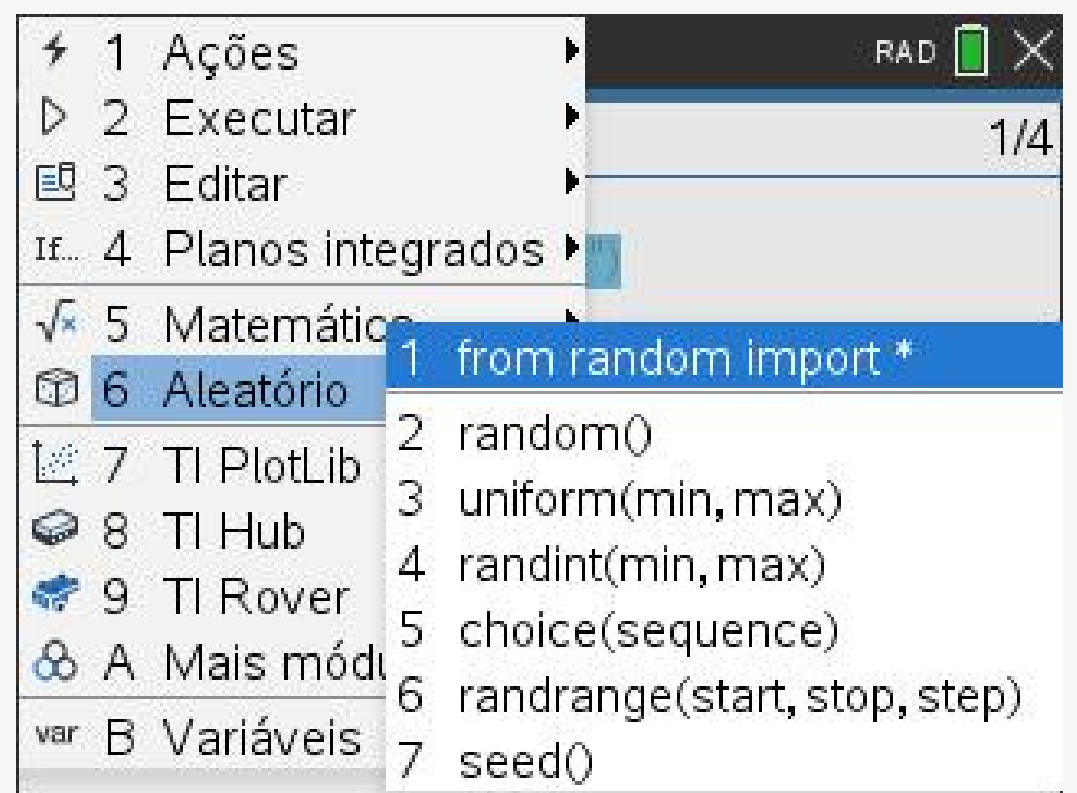 1 Ações
2 Executar
3 Editar
If... 4 Planos integrados
√x 5 Matemátic
6 Aleatório
7 TI PlotLib
8 TI Hub
9 TI Rover
A Mais módu
var B Variáveis
RAD
1/4
")
1 from random import *
2 random()
3 uniform(min, max)
4 randint(min, max)
5 choice(sequence)
6 randrange(start, stop, step)
7 seed()